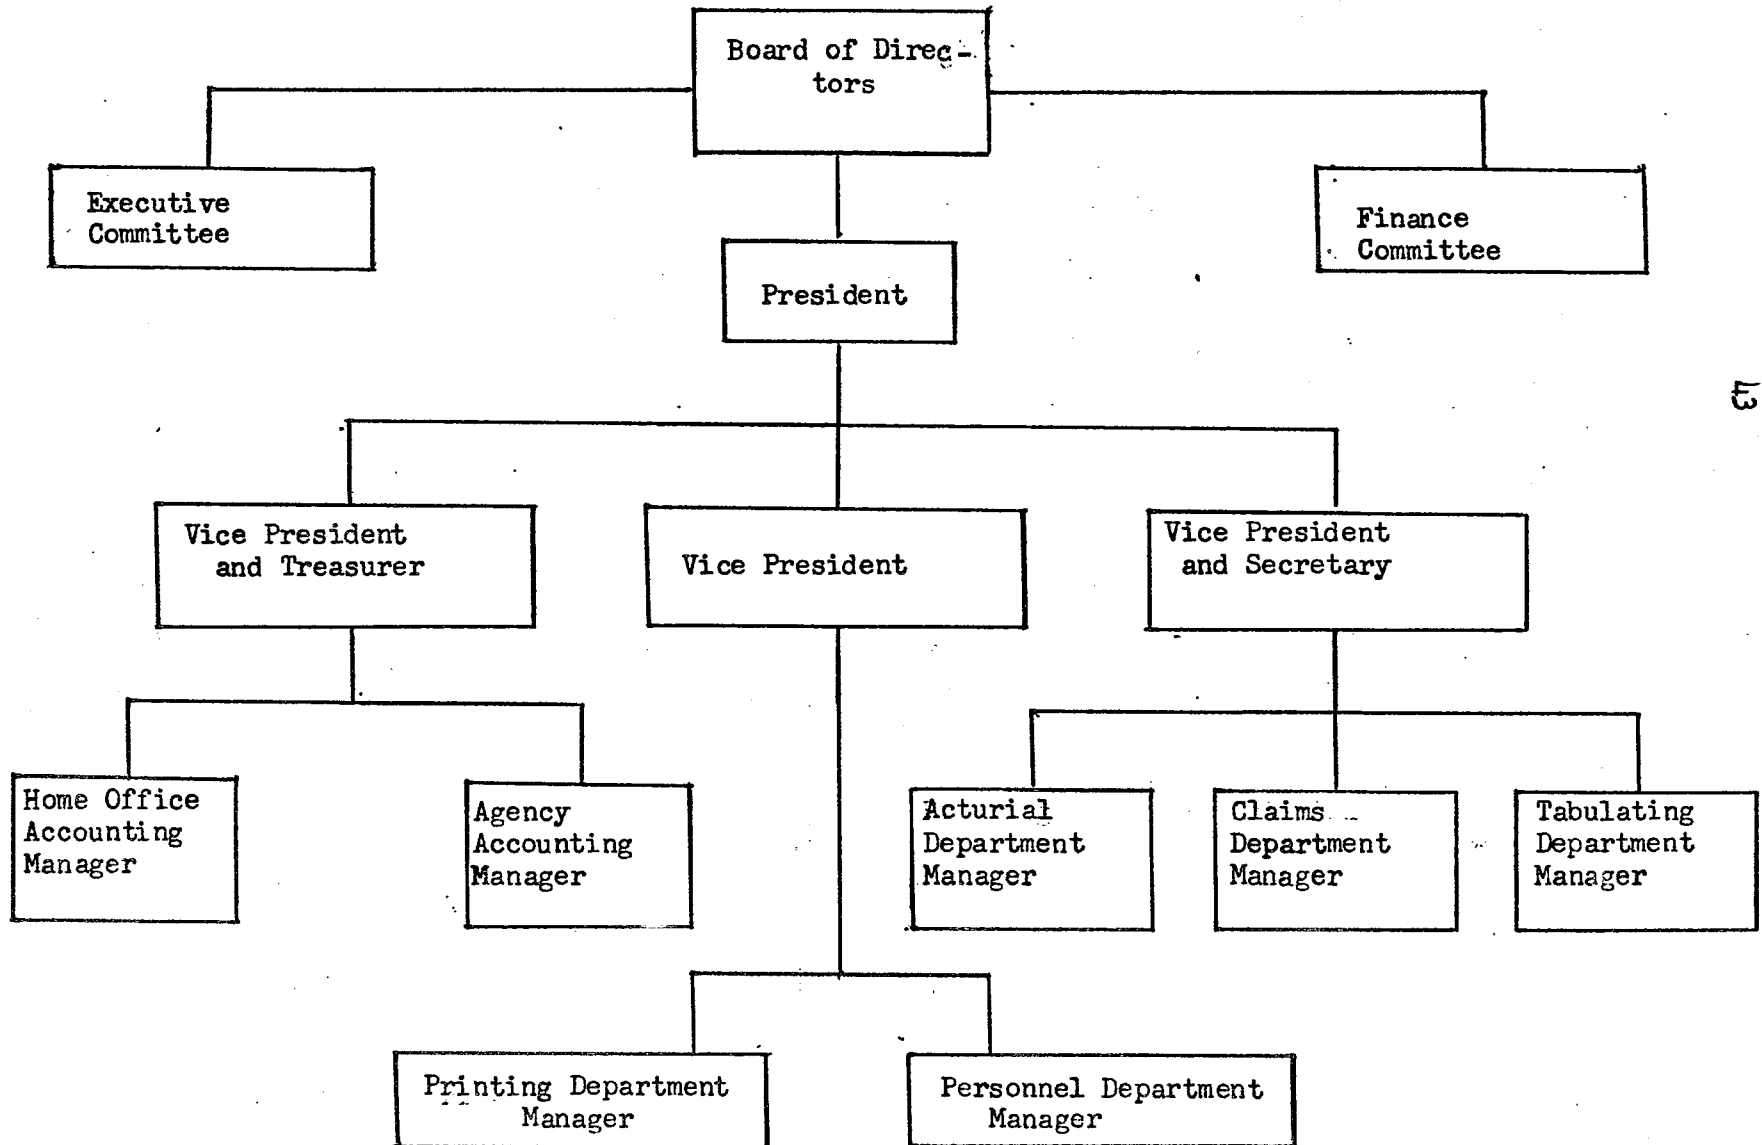 Board of Direc-
tors
Executive
Committee
Finance
Committee
President
43
Vice President
and Treasurer
Vice President
Vice President
and Secretary
Home Office
Accounting
Manager
Agency
Accounting
Manager
Acturial
Department
Manager
Claims
Department
Manager
Tabulating
Department
Manager
Printing Department
Manager
Personnel Department
Manager